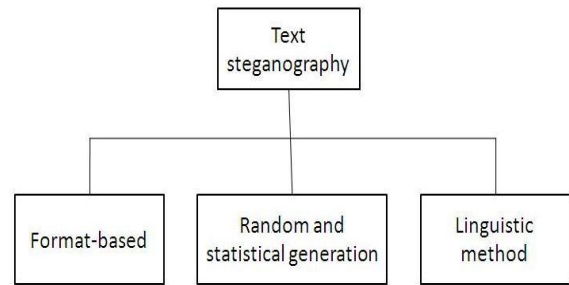 Text
steganography
Format-based
Random and
statistical generation
Linguistic
method